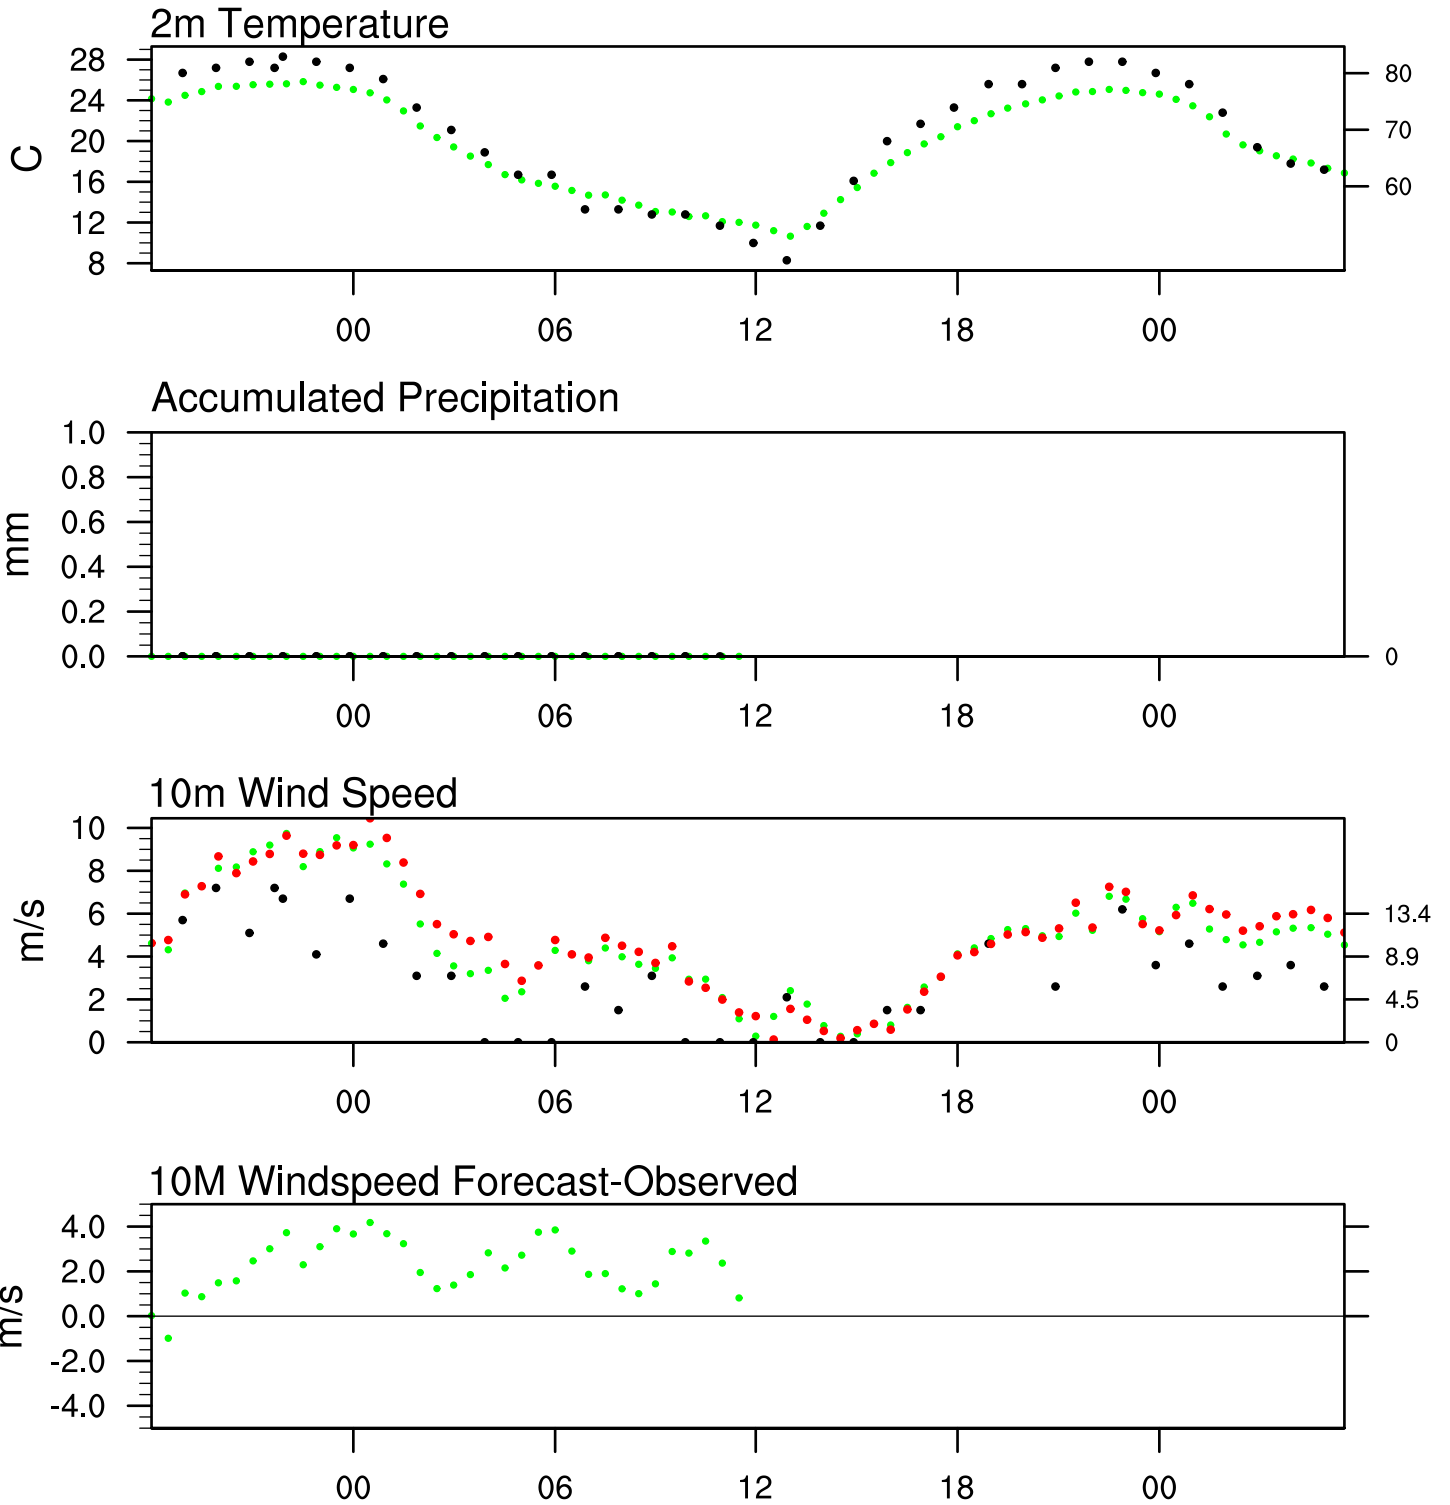 2m Temperature
C
28
24
20
16
12
8
80
70
60
00 06 12 18 00
Accumulated Precipitation
mm
1.0
0.8
0.6
0.4
0.2
0.0
0
00 06 12 18 00
10m Wind Speed
m/s
10
8
6
4
2
0
13.4
8.9
4.5
0
00 06 12 18 00
10M Windspeed Forecast-Observed
m/s
4.0
2.0
0.0
-2.0
-4.0
00 06 12 18 00